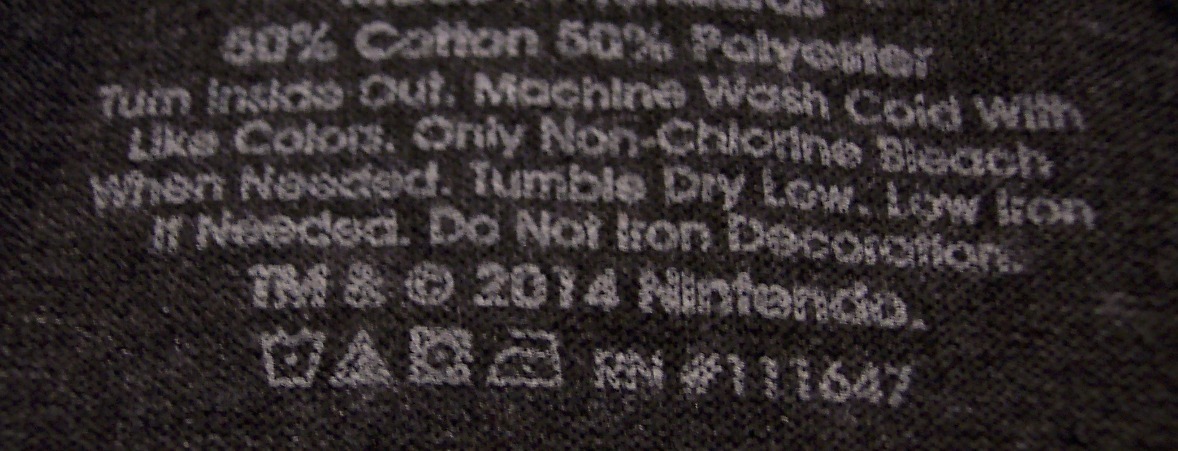 50% Cotton 50% Polyester
Turn Inside Out. Machine Wash Cold With
Like Colors. Only Non-Chlorine Bleach
When Needed. Tumble Dry Low. Low Iron
If Needed. Do Not Iron Decoration.
TM & © 2014 Nintendo.
RN #111647